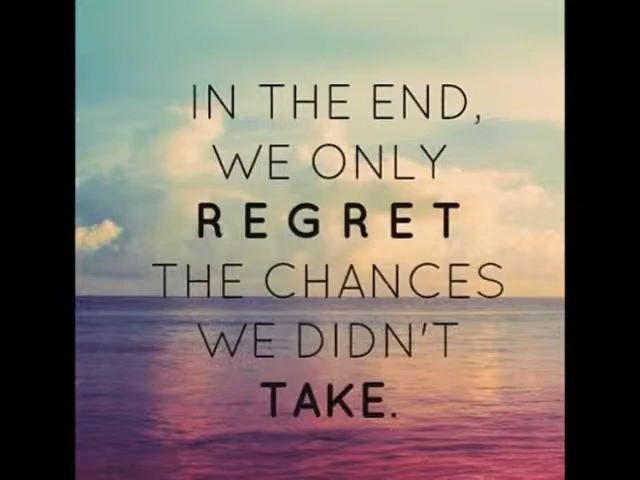 IN THE END,
WE ONLY
REGRET
THE CHANCES
WE DIDN'T
TAKE.